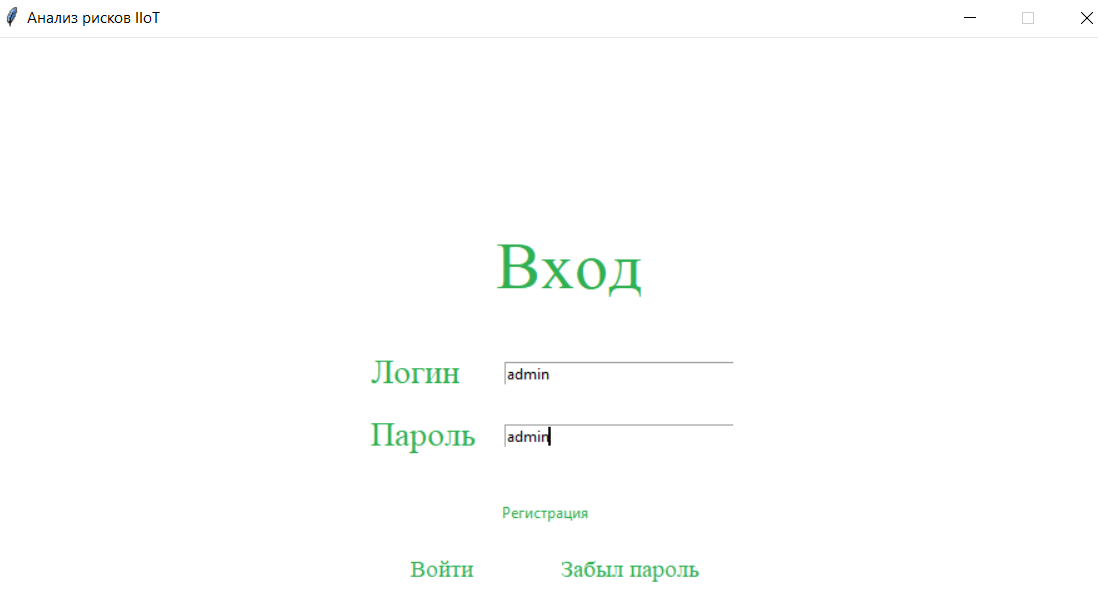 Анализ рисков IIoT
Вход
Логин admin
Пароль admin
Регистрация
Войти Забыл пароль